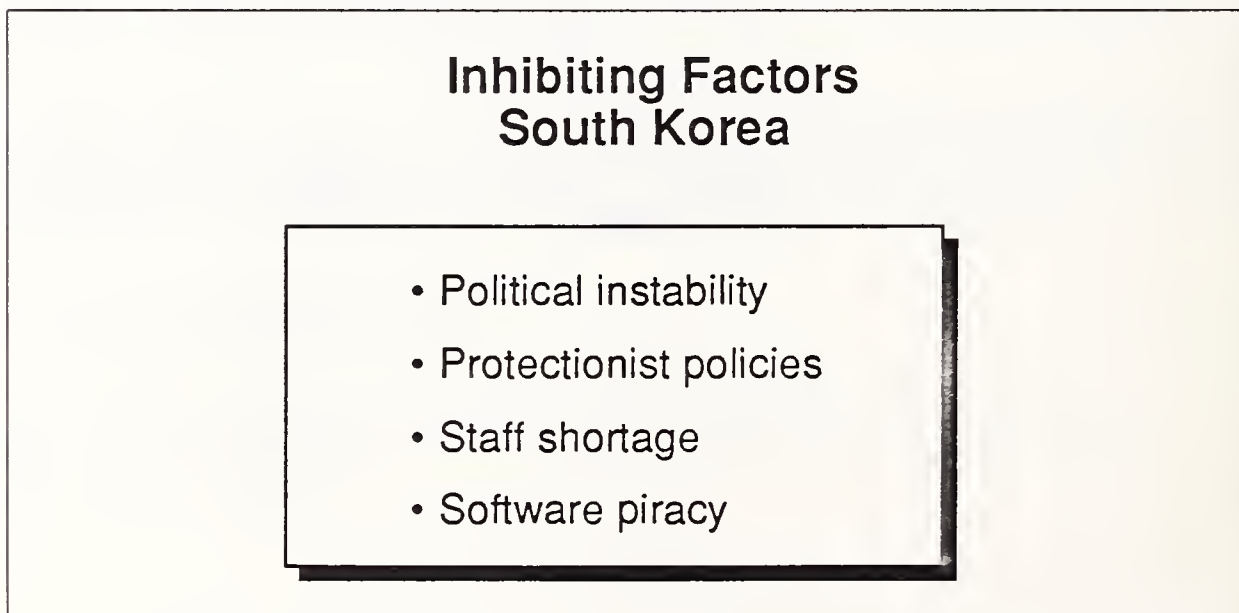 Inhibiting Factors
South Korea
• Political instability
• Protectionist policies
• Staff shortage
• Software piracy